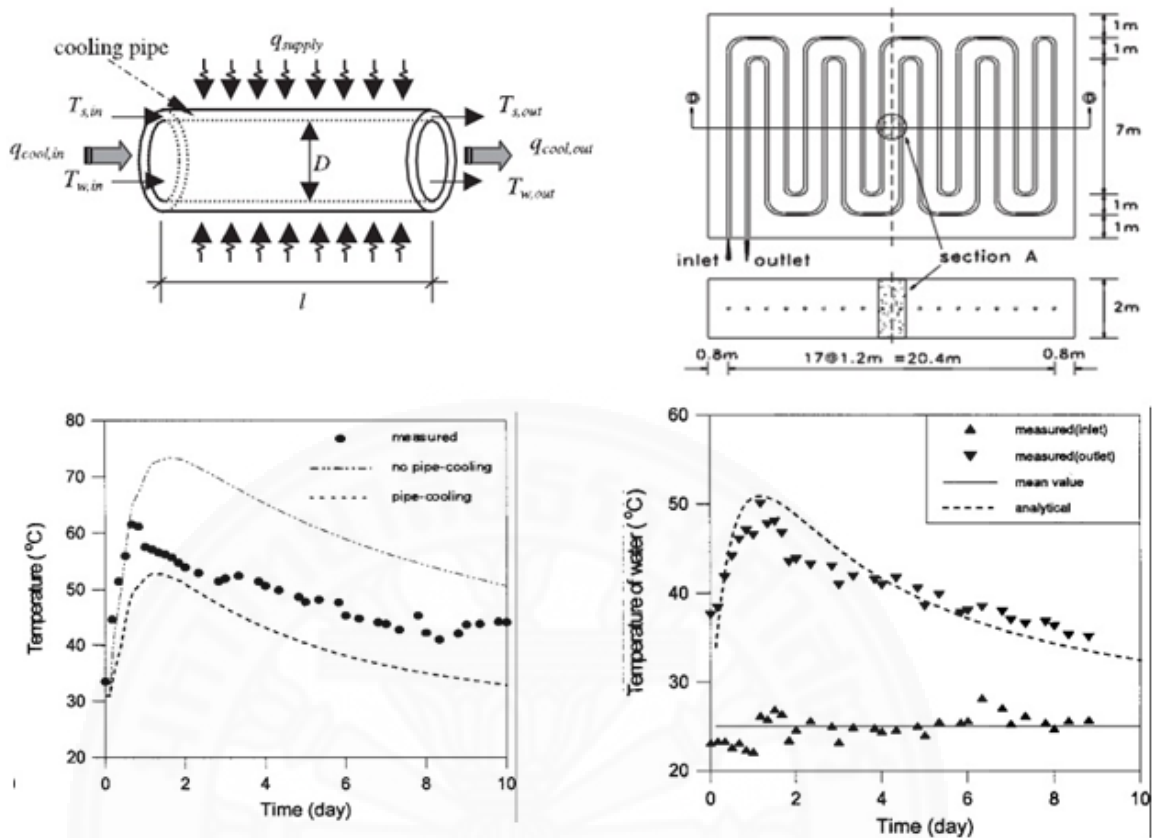 cooling pipe
q_supply
T_s,in
T_s,out
q_cool,in
q_cool,out
D
T_w,in
T_w,out
l
1m
1m
7m
1m
1m
inlet
outlet
section A
2m
0.8m
17@1.2m =20.4m
0.8m
80
70
60
50
40
30
20
Temperature (°C)
measured
no pipe-cooling
pipe-cooling
0
2
4
6
8
10
Time (day)
60
50
40
30
20
Temperature of water (°C)
measured(inlet)
measured(outlet)
mean value
analytical
0
2
4
6
8
10
Time (day)